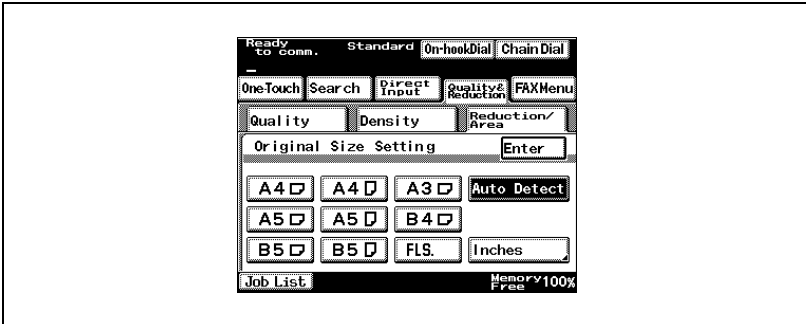 Ready to comm. Standard On-hookDial Chain Dial
One-Touch Search Direct Input Quality& Reduction FAXMenu
Quality Density Reduction/ Area
Original Size Setting Enter
A4 A4 A3 Auto Detect
A5 A5 B4
B5 B5 FLS. Inches
Job List Memory Free 100%